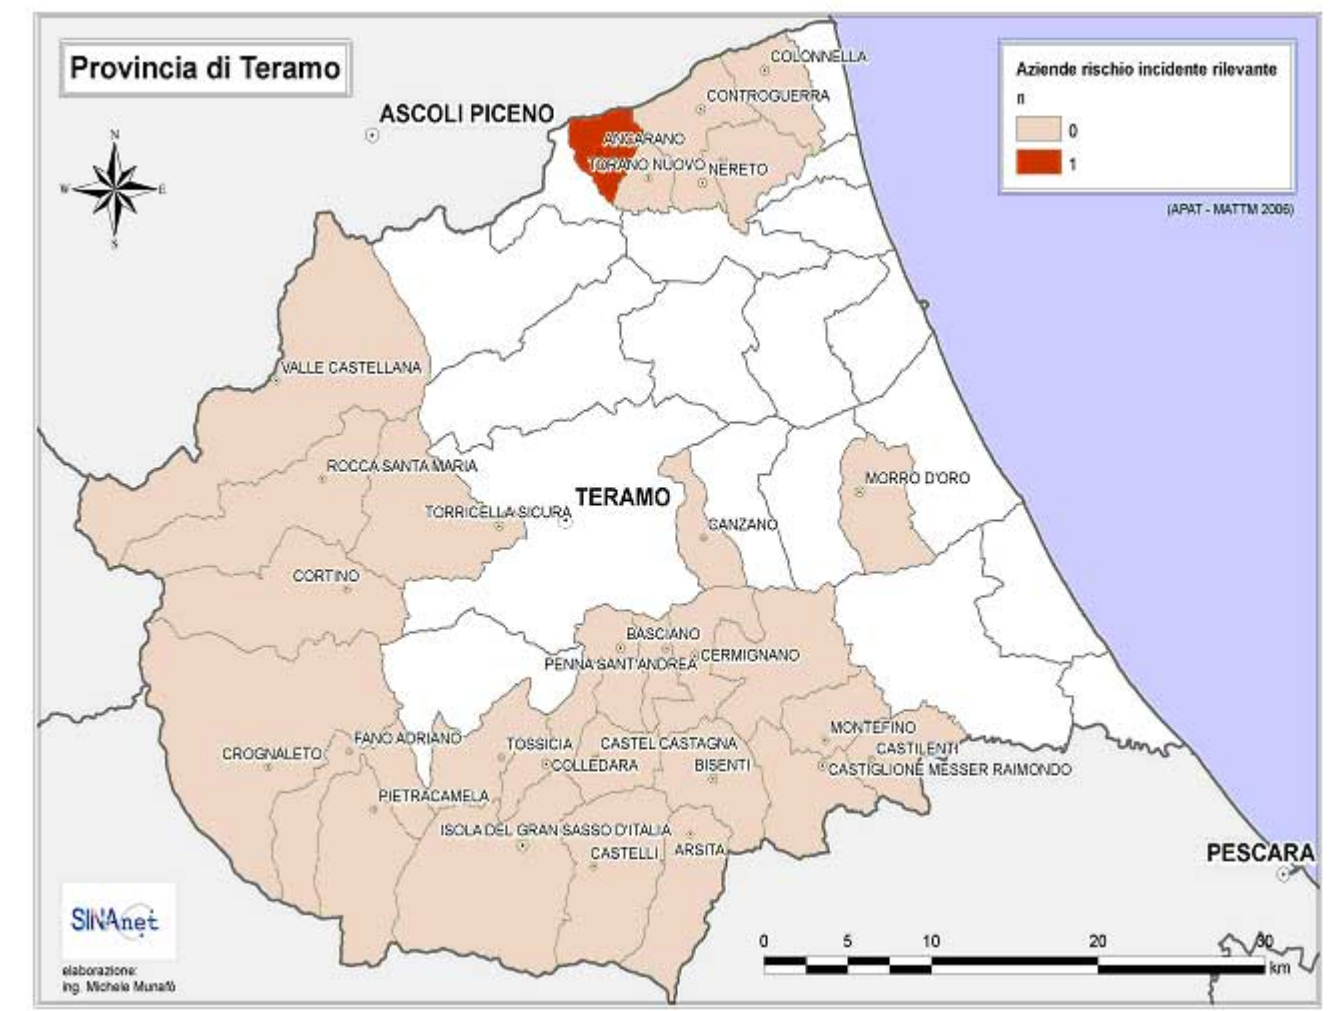 Provincia di Teramo
ASCOLI PICENO
N
W
E
S
COLONNELLA
CONTROGUERRA
ANCARANO
TORANO NUOVO
NERETO
Aziende rischio incidente rilevante
n
0
1
(APAT - MATTM 2006)
VALLE CASTELLANA
ROCCA SANTA MARIA
TORRICELLA SICURA
TERAMO
MORRO D'ORO
CANZANO
CORTINO
BASCIANO
PENNA SANT'ANDREA
CERMIGNANO
CROGNALETO
FANO ADRIANO
TOSSICIA
COLLEDARA
CASTEL CASTAGNA
BISENTI
MONTEFINO
CASTILENTI
CASTIGLIONE MESSER RAIMONDO
PIETRACAMELA
ISOLA DEL GRAN SASSO D'ITALIA
CASTELLI
ARSITA
PESCARA
SINAnet
elaborazione:
ing. Michele Munafò
0 5 10 20 30
km